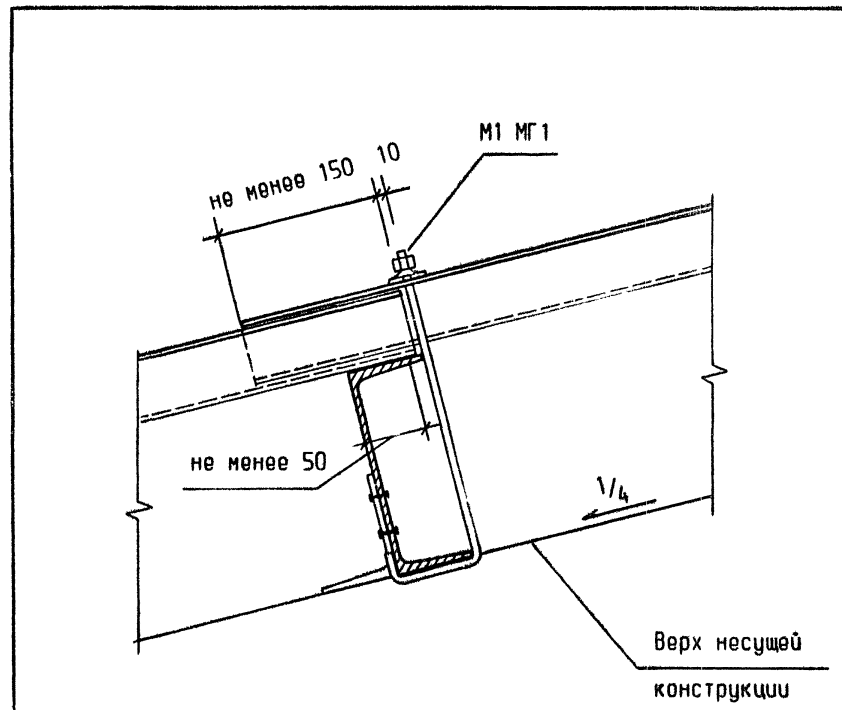 М1 МГ1
не менее 150 10
не менее 50
1/4
Верх несущей
конструкции